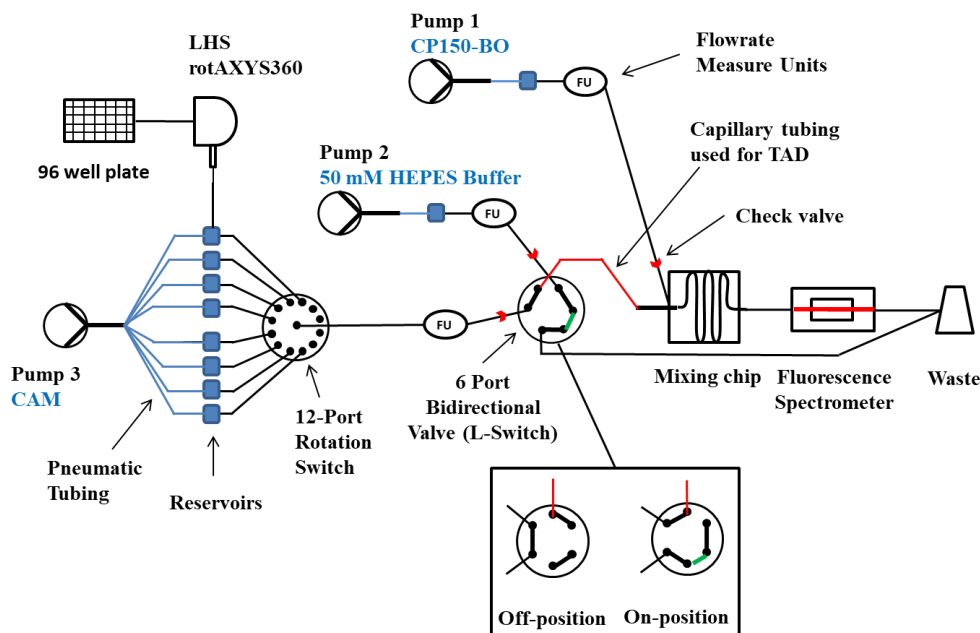 LHS
rotAXYS360
96 well plate
Pump 1
CP150-BO
FU
Flowrate
Measure Units
Pump 2
50 mM HEPES Buffer
FU
Capillary tubing
used for TAD
Check valve
Pump 3
CAM
FU
Pneumatic
Tubing
Reservoirs
12-Port
Rotation
Switch
6 Port
Bidirectional
Valve (L-Switch)
Mixing chip
Fluorescence
Spectrometer
Waste
Off-position
On-position